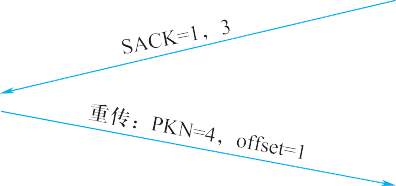 SACK=1，3
重传：PKN=4，offset=1